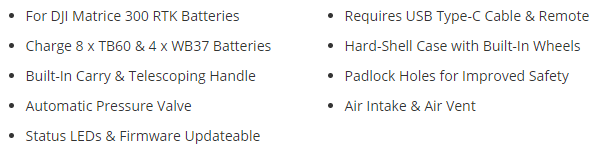 For DJI Matrice 300 RTK Batteries
Charge 8 x TB60 & 4 x WB37 Batteries
Built-In Carry & Telescoping Handle
Automatic Pressure Valve
Status LEDs & Firmware Updateable
Requires USB Type-C Cable & Remote
Hard-Shell Case with Built-In Wheels
Padlock Holes for Improved Safety
Air Intake & Air Vent